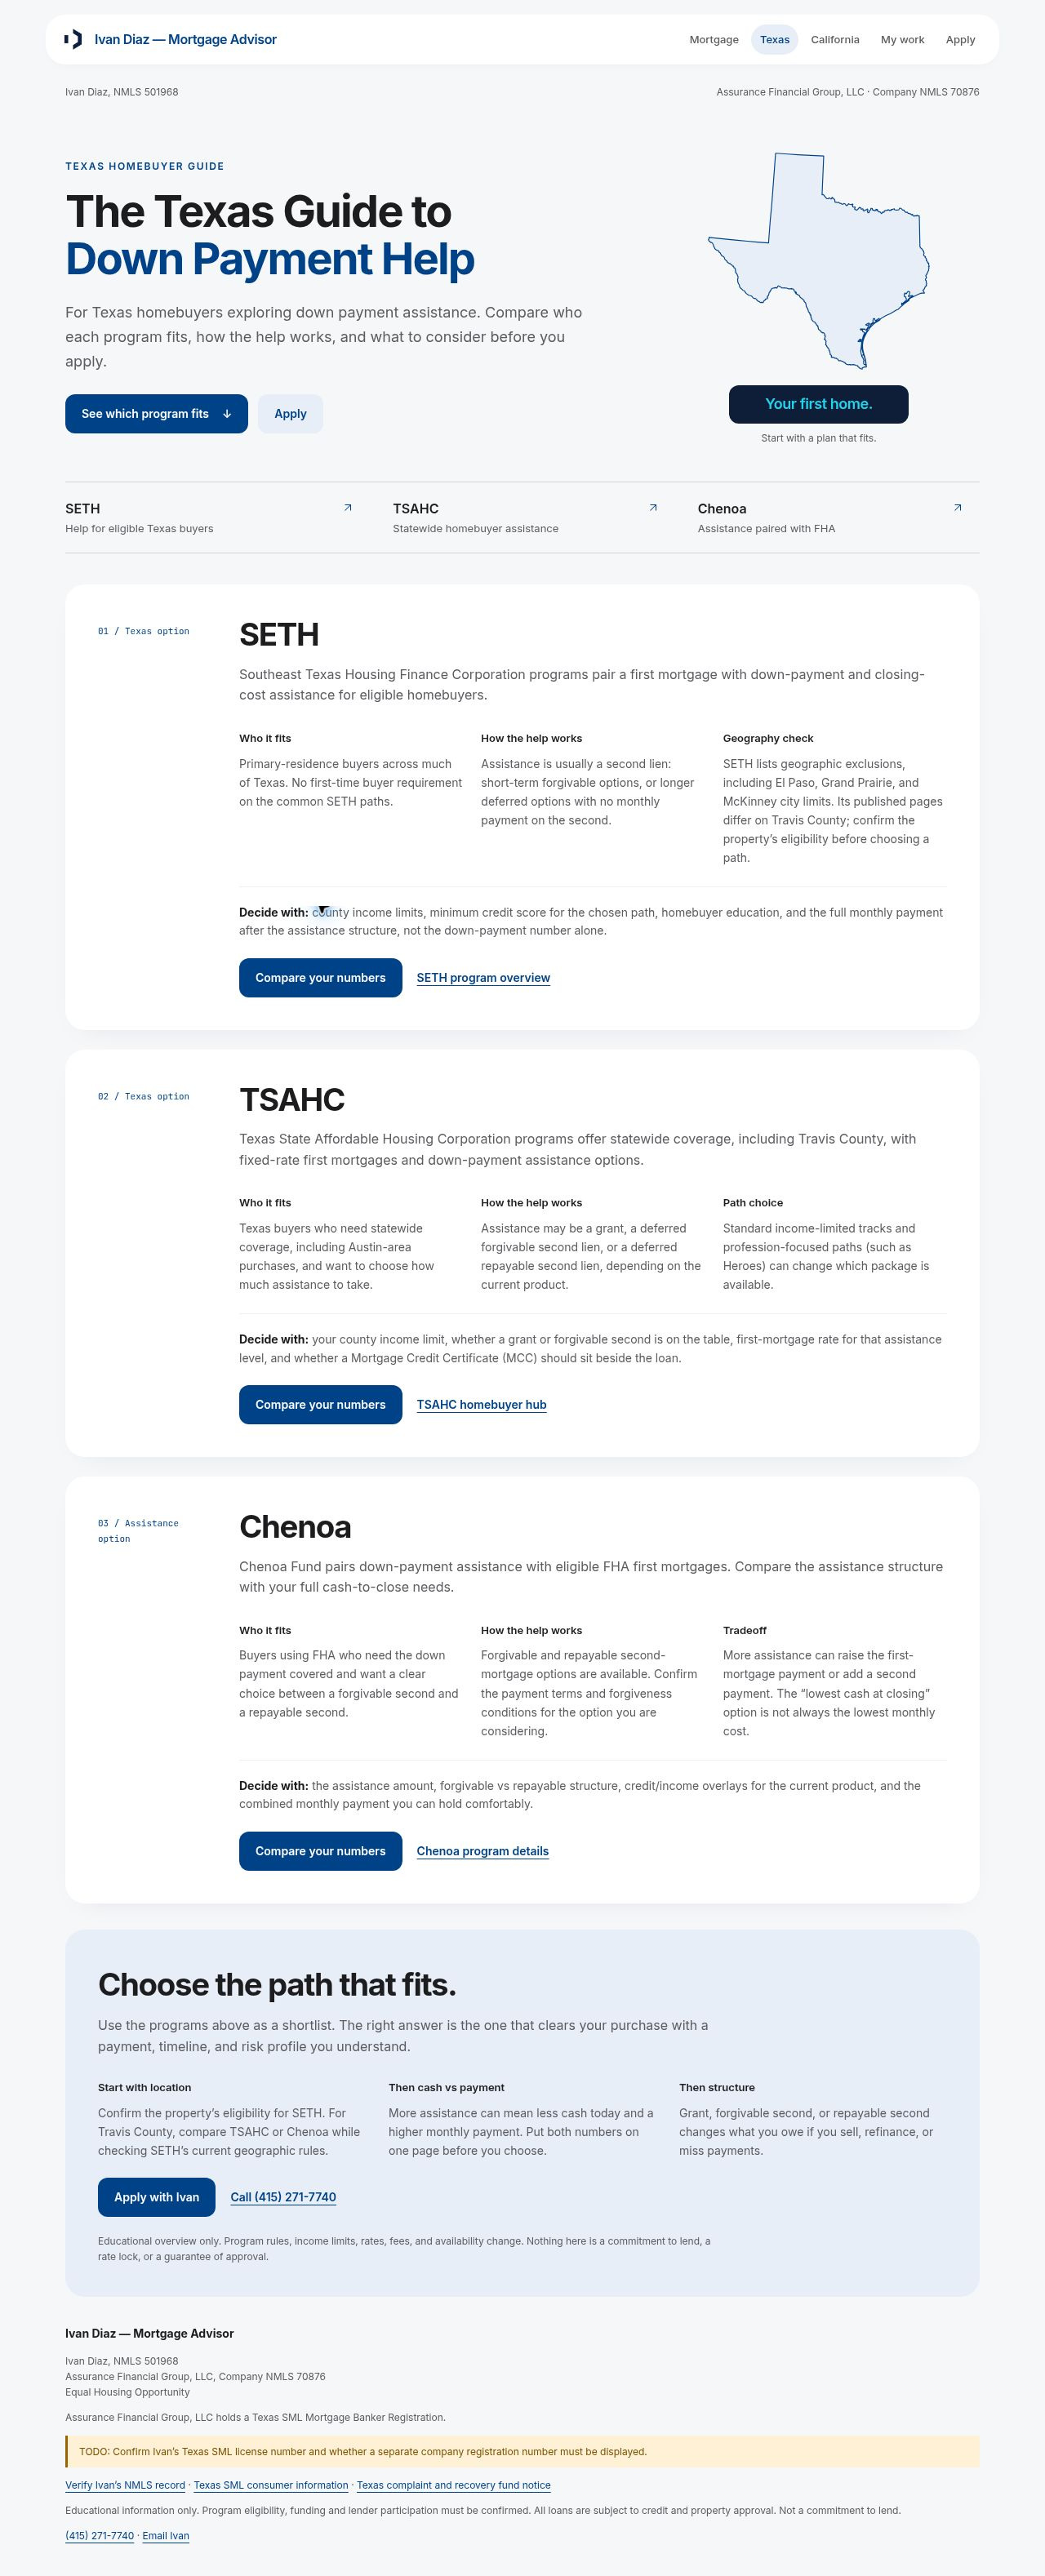 Ivan Diaz — Mortgage Advisor
Mortgage
Texas
California
My work
Apply
Ivan Diaz, NMLS 501968
Assurance Financial Group, LLC · Company NMLS 70876
TEXAS HOMEBUYER GUIDE
The Texas Guide to
Down Payment Help
For Texas homebuyers exploring down payment assistance. Compare who
each program fits, how the help works, and what to consider before you
apply.
See which program fits ↓
Apply
Your first home.
Start with a plan that fits.
SETH
Help for eligible Texas buyers
TSAHC
Statewide homebuyer assistance
Chenoa
Assistance paired with FHA
01 / Texas option
SETH
Southeast Texas Housing Finance Corporation programs pair a first mortgage with down-payment and closing-
cost assistance for eligible homebuyers.
Who it fits
Primary-residence buyers across much
of Texas. No first-time buyer requirement
on the common SETH paths.
How the help works
Assistance is usually a second lien:
short-term forgivable options, or longer
deferred options with no monthly
payment on the second.
Geography check
SETH lists geographic exclusions,
including El Paso, Grand Prairie, and
McKinney city limits. Its published pages
differ on Travis County; confirm the
property’s eligibility before choosing a
path.
Decide with: county income limits, minimum credit score for the chosen path, homebuyer education, and the full monthly payment
after the assistance structure, not the down-payment number alone.
Compare your numbers
SETH program overview
02 / Texas option
TSAHC
Texas State Affordable Housing Corporation programs offer statewide coverage, including Travis County, with
fixed-rate first mortgages and down-payment assistance options.
Who it fits
Texas buyers who need statewide
coverage, including Austin-area
purchases, and want to choose how
much assistance to take.
How the help works
Assistance may be a grant, a deferred
forgivable second lien, or a deferred
repayable second lien, depending on the
current product.
Path choice
Standard income-limited tracks and
profession-focused paths (such as
Heroes) can change which package is
available.
Decide with: your county income limit, whether a grant or forgivable second is on the table, first-mortgage rate for that assistance
level, and whether a Mortgage Credit Certificate (MCC) should sit beside the loan.
Compare your numbers
TSAHC homebuyer hub
03 / Assistance
option
Chenoa
Chenoa Fund pairs down-payment assistance with eligible FHA first mortgages. Compare the assistance structure
with your full cash-to-close needs.
Who it fits
Buyers using FHA who need the down
payment covered and want a clear
choice between a forgivable second and
a repayable second.
How the help works
Forgivable and repayable second-
mortgage options are available. Confirm
the payment terms and forgiveness
conditions for the option you are
considering.
Tradeoff
More assistance can raise the first-
mortgage payment or add a second
payment. The “lowest cash at closing”
option is not always the lowest monthly
cost.
Decide with: the assistance amount, forgivable vs repayable structure, credit/income overlays for the current product, and the
combined monthly payment you can hold comfortably.
Compare your numbers
Chenoa program details
Choose the path that fits.
Use the programs above as a shortlist. The right answer is the one that clears your purchase with a
payment, timeline, and risk profile you understand.
Start with location
Confirm the property’s eligibility for SETH. For
Travis County, compare TSAHC or Chenoa while
checking SETH’s current geographic rules.
Then cash vs payment
More assistance can mean less cash today and a
higher monthly payment. Put both numbers on
one page before you choose.
Then structure
Grant, forgivable second, or repayable second
changes what you owe if you sell, refinance, or
miss payments.
Apply with Ivan
Call (415) 271-7740
Educational overview only. Program rules, income limits, rates, fees, and availability change. Nothing here is a commitment to lend, a
rate lock, or a guarantee of approval.
Ivan Diaz — Mortgage Advisor
Ivan Diaz, NMLS 501968
Assurance Financial Group, LLC, Company NMLS 70876
Equal Housing Opportunity
Assurance Financial Group, LLC holds a Texas SML Mortgage Banker Registration.
TODO: Confirm Ivan’s Texas SML license number and whether a separate company registration number must be displayed.
Verify Ivan’s NMLS record · Texas SML consumer information · Texas complaint and recovery fund notice
Educational information only. Program eligibility, funding and lender participation must be confirmed. All loans are subject to credit and property approval. Not a commitment to lend.
(415) 271-7740 · Email Ivan